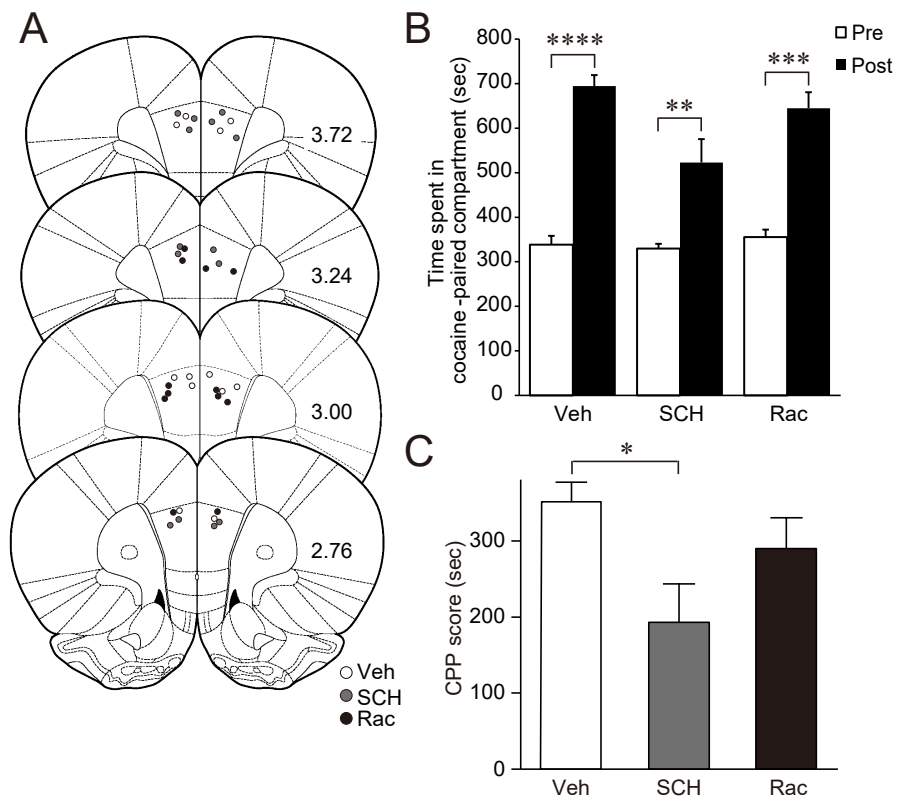 A
3.72
3.24
3.00
2.76
Veh
SCH
Rac
B
Pre
Post
Time spent in
cocaine-paired compartment (sec)
800
700
600
500
400
300
200
100
0
****
**
***
Veh SCH Rac
C
CPP score (sec)
300
200
100
0
*
Veh SCH Rac